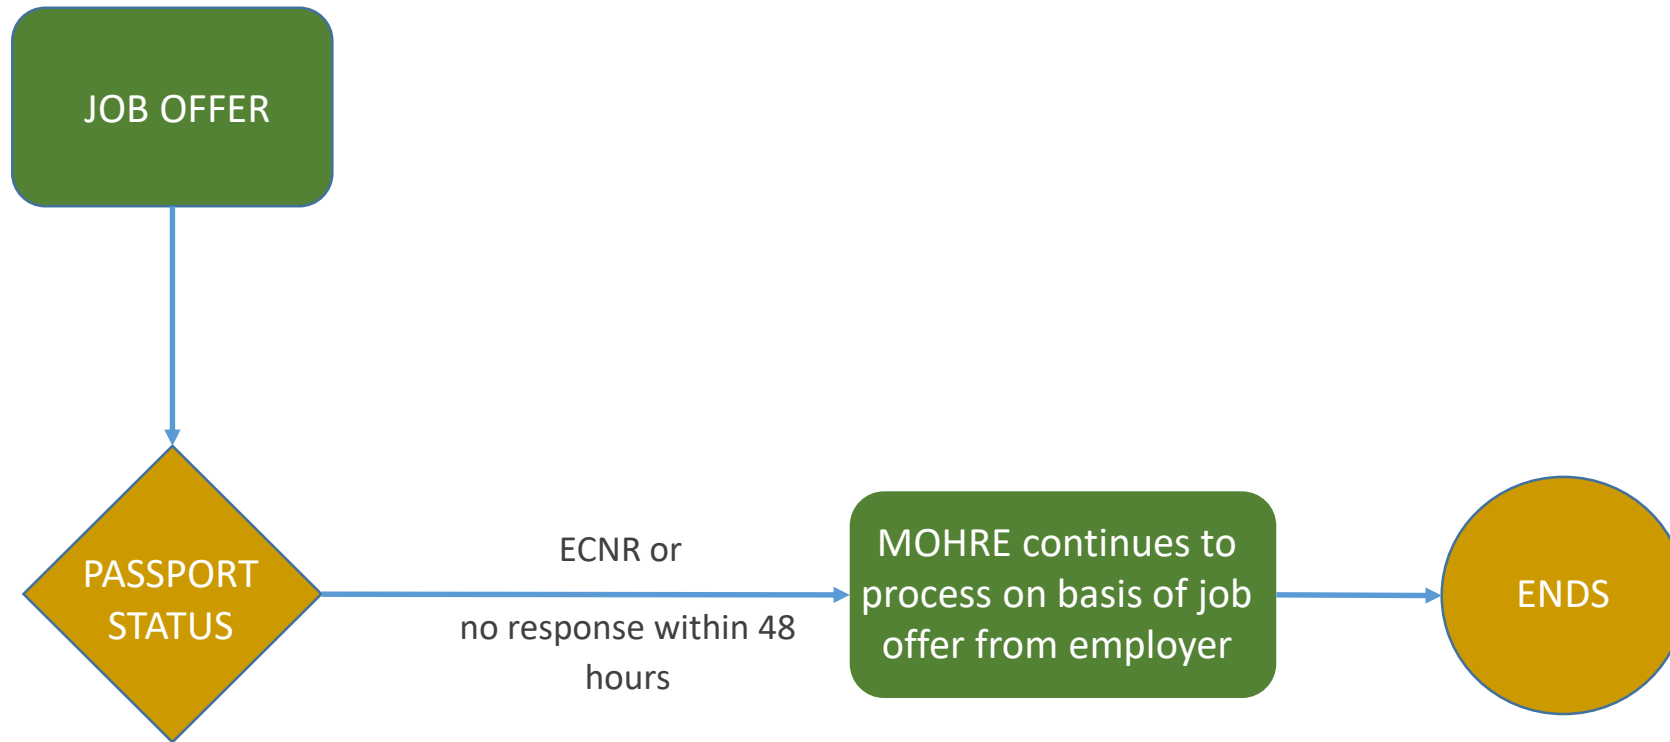 JOB OFFER
PASSPORT
STATUS
ECNR or
no response within 48
hours
MOHRE continues to
process on basis of job
offer from employer
ENDS